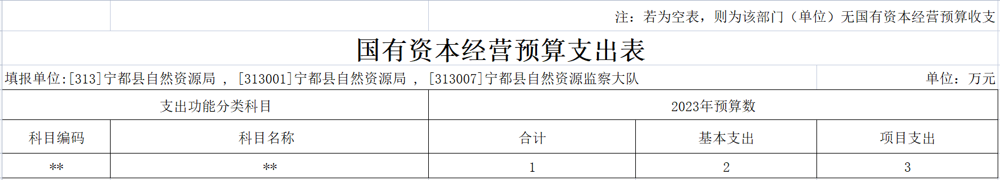 注：若为空表，则为该部门（单位）无国有资本经营预算收支
国有资本经营预算支出表
填报单位:[313]宁都县自然资源局 , [313001]宁都县自然资源局 , [313007]宁都县自然资源监察大队 单位：万元
支出功能分类科目 2023年预算数
科目编码 科目名称 合计 基本支出 项目支出
** ** 1 2 3